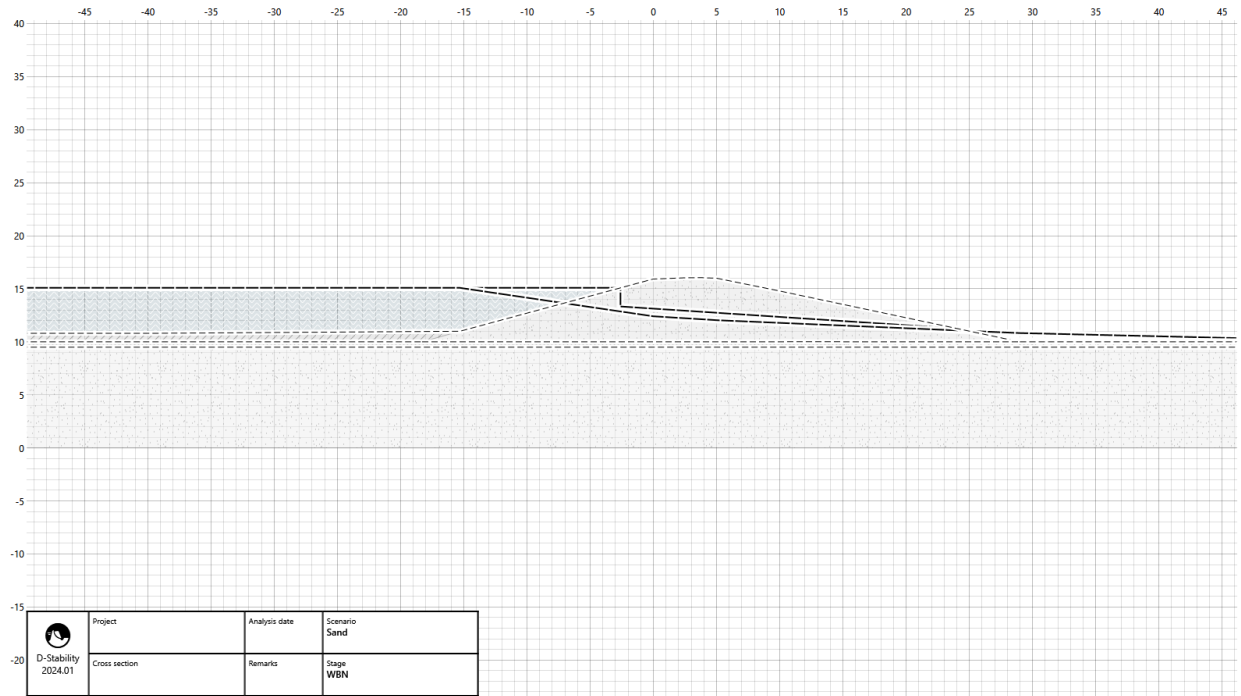 -45 -40 -35 -30 -25 -20 -15 -10 -5 0 5 10 15 20 25 30 35 40 45
40
35
30
25
20
15
10
5
0
-5
-10
-15
-20
D-Stability
2024.01
Project
Analysis date
Scenario
Sand
Cross section
Remarks
Stage
WBN